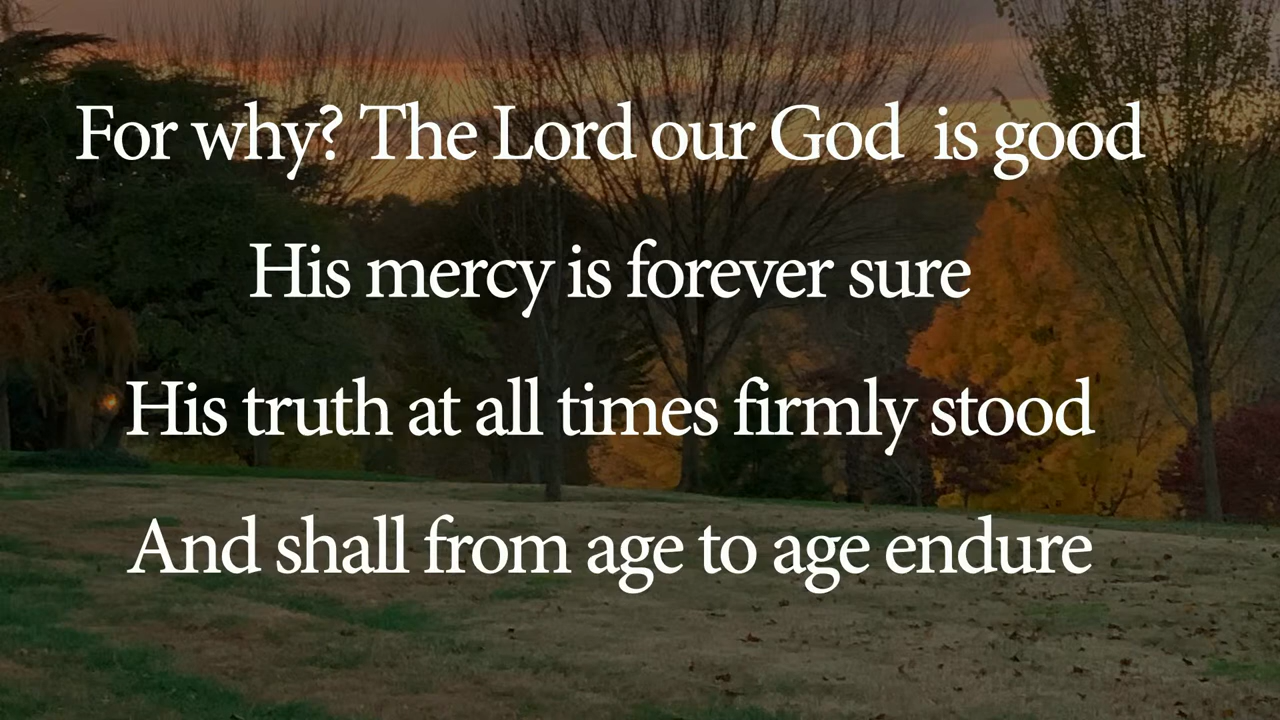 For why? The Lord our God  is good
His mercy is forever sure
His truth at all times firmly stood
And shall from age to age endure